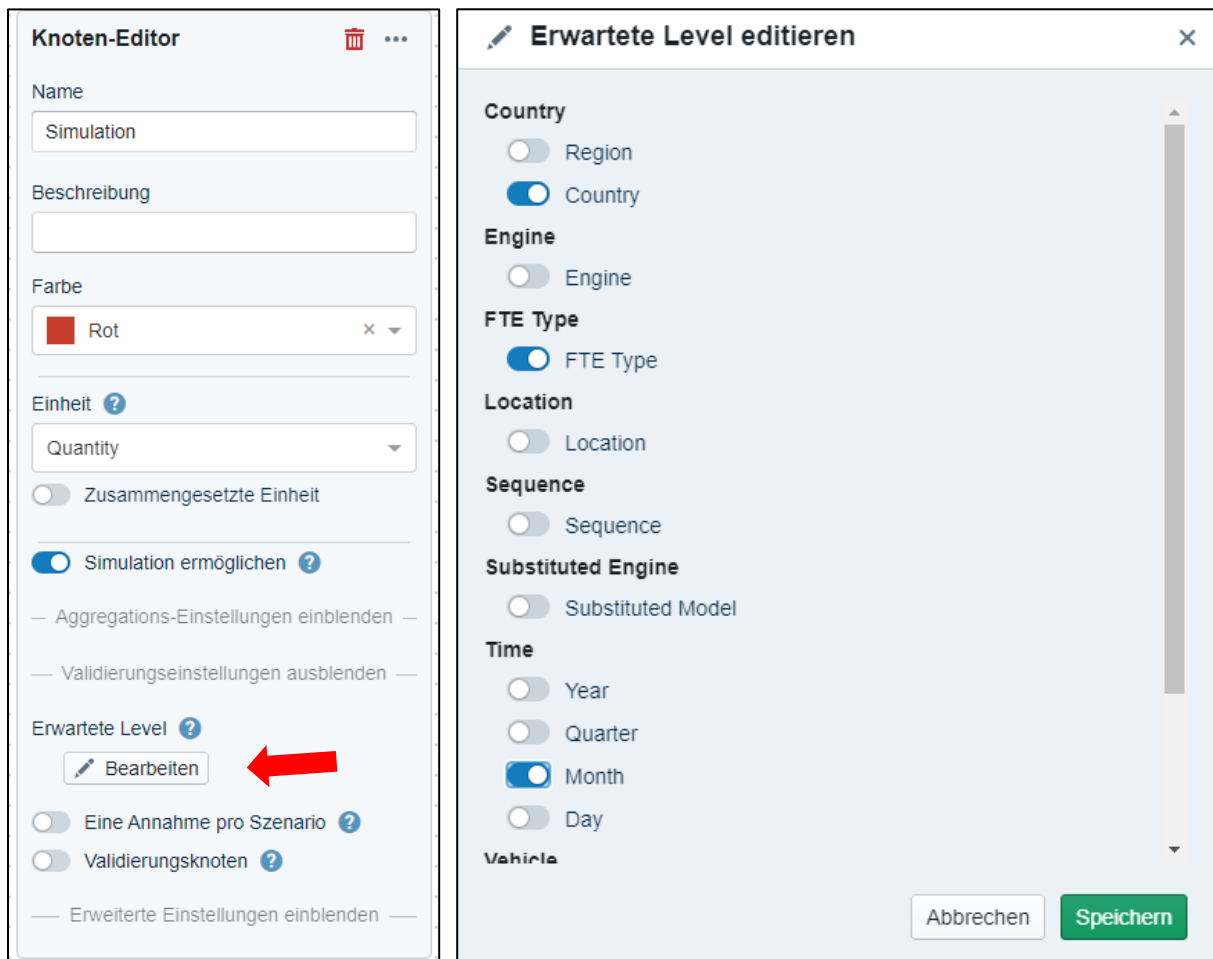 Knoten-Editor
Name
Simulation
Beschreibung
Farbe
Rot
Einheit ?
Quantity
Zusammengesetzte Einheit
Simulation ermöglichen ?
Aggregations-Einstellungen einblenden
Validierungseinstellungen ausblenden
Erwartete Level ?
Bearbeiten
Eine Annahme pro Szenario ?
Validierungsknoten ?
Erweiterte Einstellungen einblenden
Erwartete Level editieren
Country
Region
Country
Engine
Engine
FTE Type
FTE Type
Location
Location
Sequence
Sequence
Substituted Engine
Substituted Model
Time
Year
Quarter
Month
Day
Vehicle
Abbrechen
Speichern